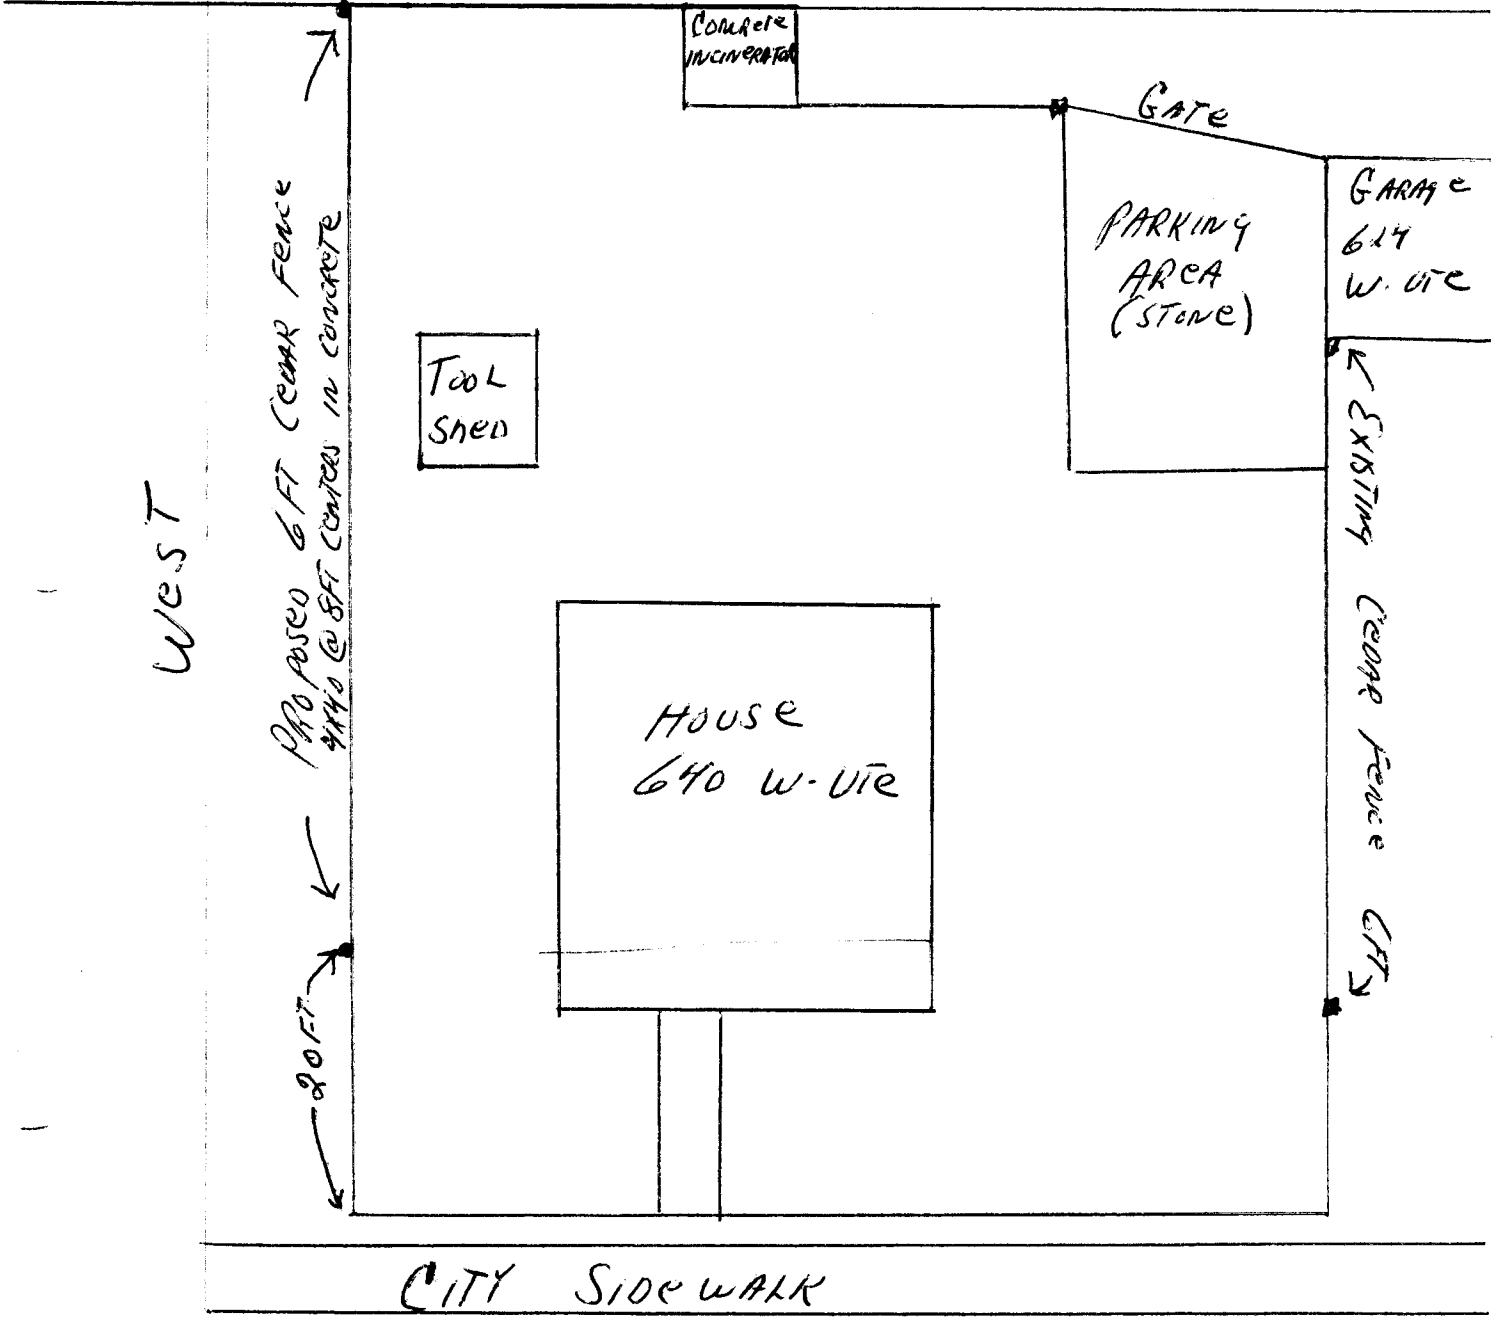 CONCRETE
INCINERATOR
GATE
GARAGE
614
W. UTE
PARKING
AREA
(STONE)
TOOL
SHED
PROPOSED 6 FT CEDAR FENCE
4X4s @ 8FT CENTERS IN CONCRETE
WEST
EXISTING CEDAR FENCE 6FT
HOUSE
640 W. UTE
20 FT
CITY SIDEWALK